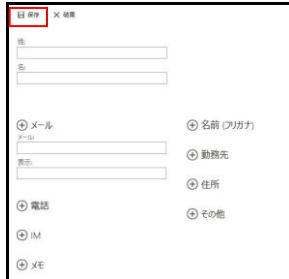 保存 × 破棄
姓:
名:
メール
メール:
表示:
電話
IM
メモ
名前 (フリガナ)
勤務先
住所
その他